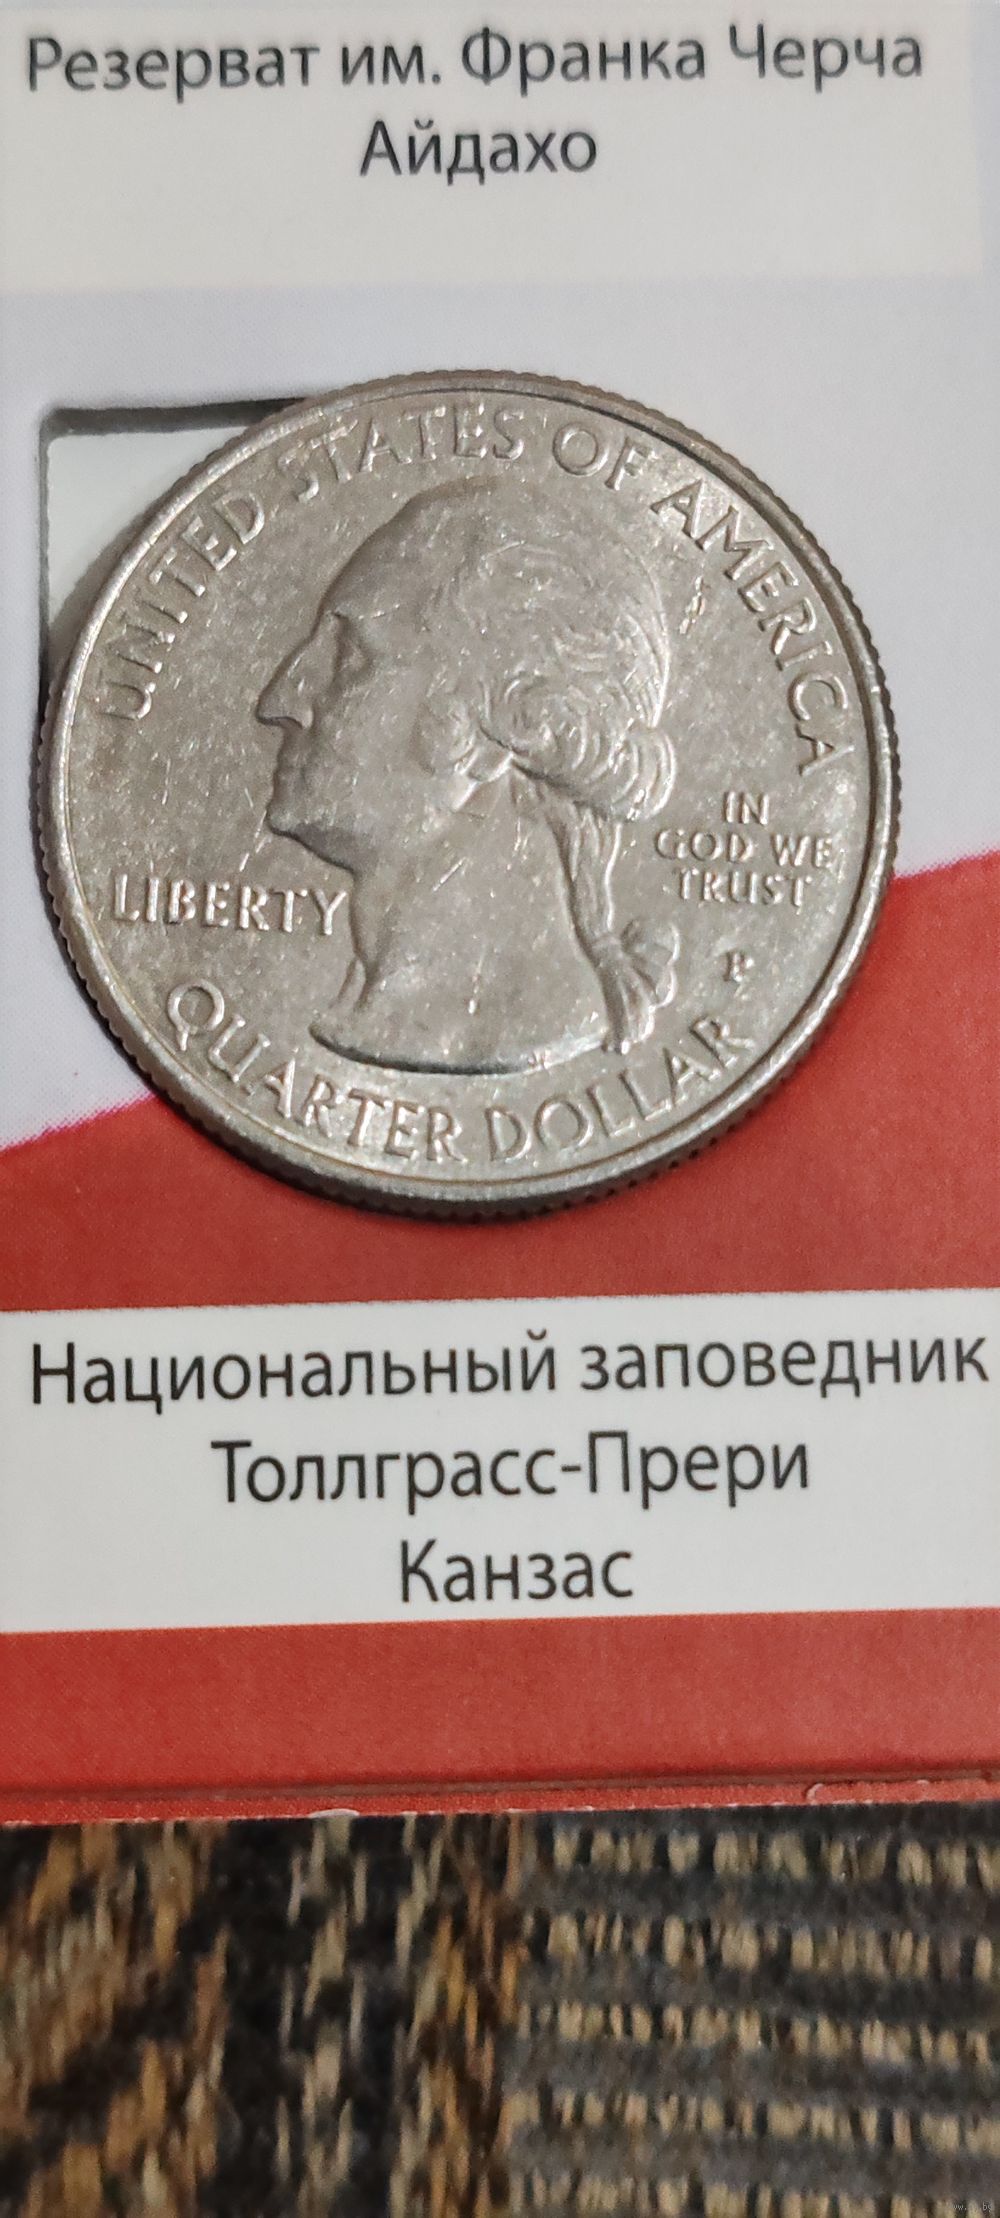 Резерват им. Франка Черча
Айдахо
UNITED STATES OF AMERICA
IN
GOD WE
TRUST
LIBERTY
P
QUARTER DOLLAR
Национальный заповедник
Толлграсс-Прери
Канзас